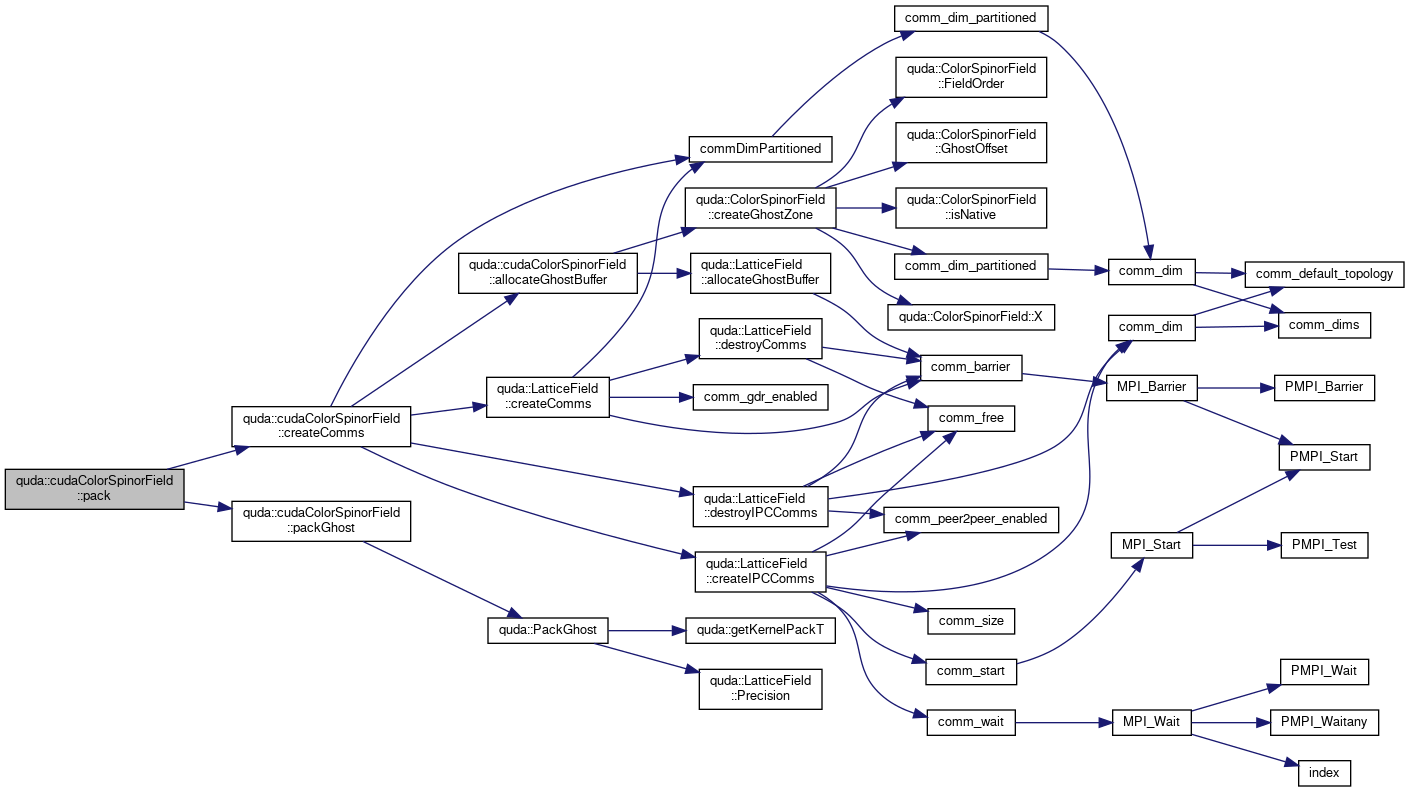 quda::cudaColorSpinorField
::pack
quda::cudaColorSpinorField
::createComms
quda::cudaColorSpinorField
::packGhost
quda::cudaColorSpinorField
::allocateGhostBuffer
quda::LatticeField
::createComms
quda::PackGhost
commDimPartitioned
quda::ColorSpinorField
::createGhostZone
quda::LatticeField
::allocateGhostBuffer
quda::LatticeField
::destroyComms
comm_gdr_enabled
quda::LatticeField
::destroyIPCComms
quda::LatticeField
::createIPCComms
quda::getKernelPackT
quda::LatticeField
::Precision
comm_dim_partitioned
quda::ColorSpinorField
::FieldOrder
quda::ColorSpinorField
::GhostOffset
quda::ColorSpinorField
::isNative
comm_dim_partitioned
quda::ColorSpinorField::X
comm_barrier
comm_free
comm_peer2peer_enabled
comm_size
comm_start
comm_wait
comm_dim
comm_dim
MPI_Barrier
MPI_Start
MPI_Wait
comm_default_topology
comm_dims
PMPI_Barrier
PMPI_Start
PMPI_Test
PMPI_Wait
PMPI_Waitany
index